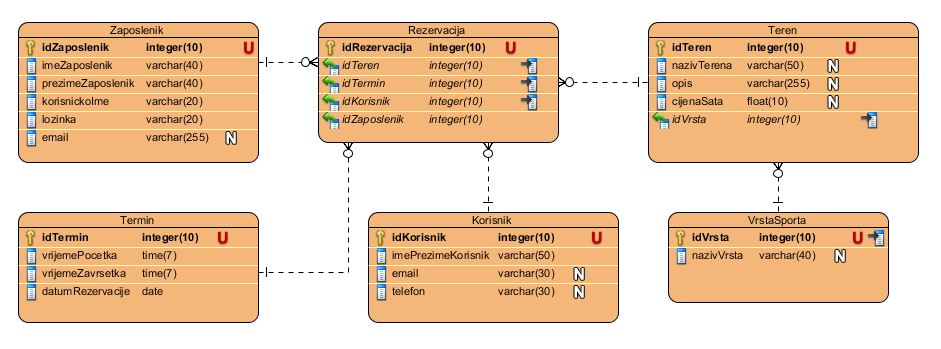 Zaposlenik
idZaposlenik integer(10) U
imeZaposlenik varchar(40)
prezimeZaposlenik varchar(40)
korisnickoIme varchar(20)
lozinka varchar(20)
email varchar(255) N
Rezervacija
idRezervacija integer(10) U
idTeren integer(10)
idTermin integer(10)
idKorisnik integer(10)
idZaposlenik integer(10)
Teren
idTeren integer(10) U
nazivTerena varchar(50) N
opis varchar(255) N
cijenaSata float(10) N
idVrsta integer(10)
Termin
idTermin integer(10) U
vrijemePocetka time(7)
vrijemeZavrsetka time(7)
datumRezervacije date
Korisnik
idKorisnik integer(10) U
imePrezimeKorisnik varchar(50)
email varchar(30) N
telefon varchar(30) N
VrstaSporta
idVrsta integer(10) U
nazivVrsta varchar(40) N